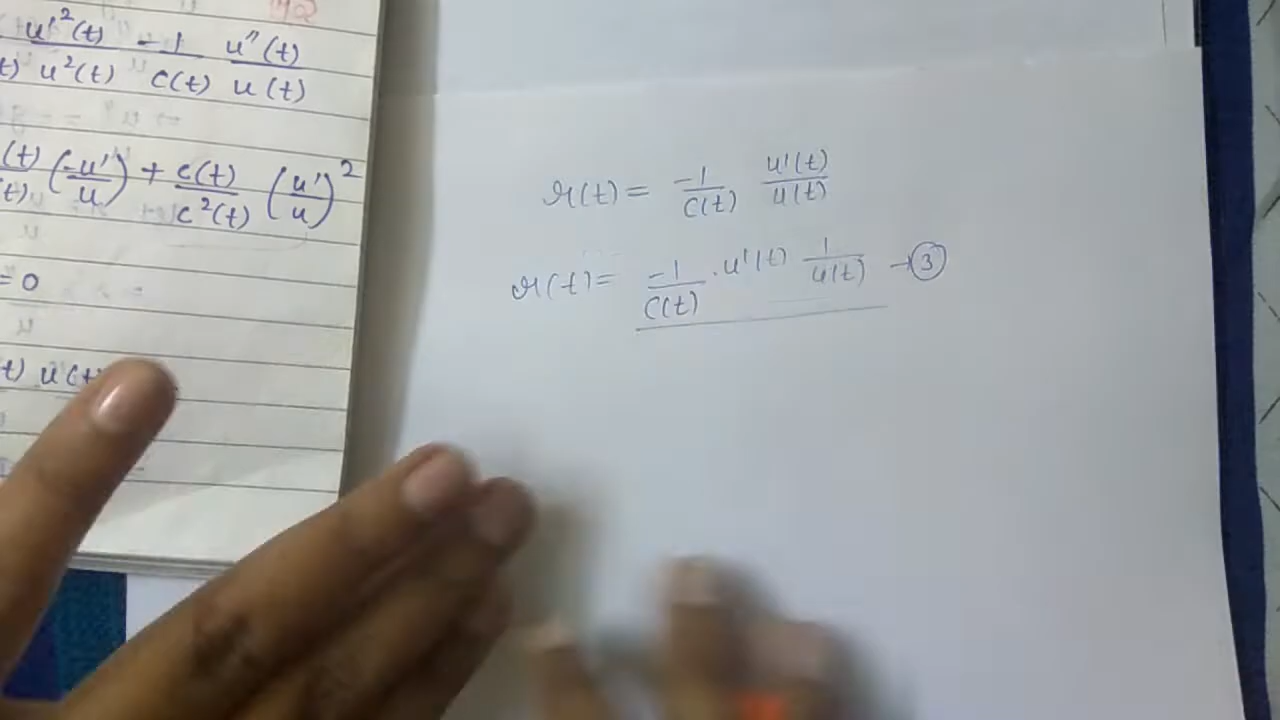 u'²(t) -1 u''(t)
t) u²(t) c(t) u(t)
(t) (-u'/u) + c(t)/c²(t) (u'/u)²
= 0
t) u(t
r(t) = -1/c(t) u'(t)/u(t)
r(t) = -1/c(t) . u'(t) 1/u(t) → ③